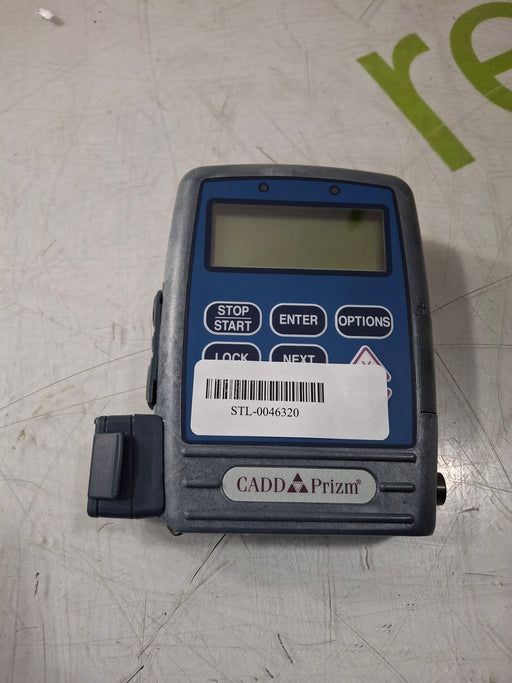 re
STOP
START
ENTER
OPTIONS
LOCK
NEXT
STL-0046320
CADD Prizm®